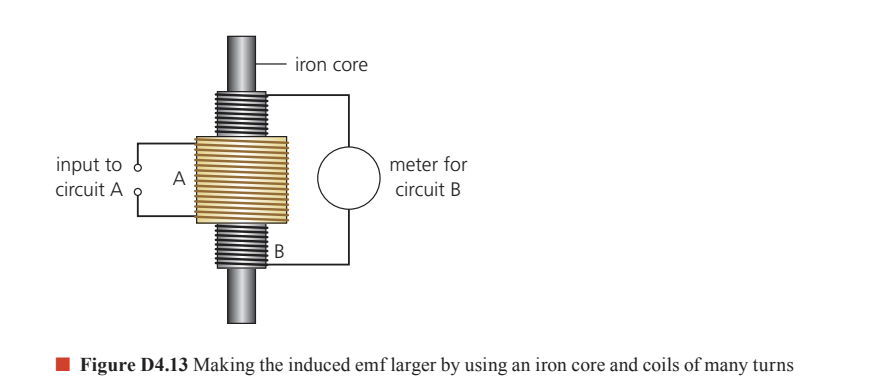 iron core
input to
circuit A
A
meter for
circuit B
B
Figure D4.13 Making the induced emf larger by using an iron core and coils of many turns